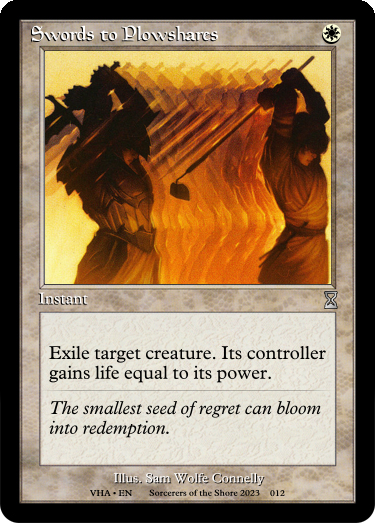 Swords to Plowshares
Instant
Exile target creature. Its controller
gains life equal to its power.
The smallest seed of regret can bloom
into redemption.
Illus. Sam Wolfe Connelly
VHA • EN Sorcerers of the Shore 2023 012